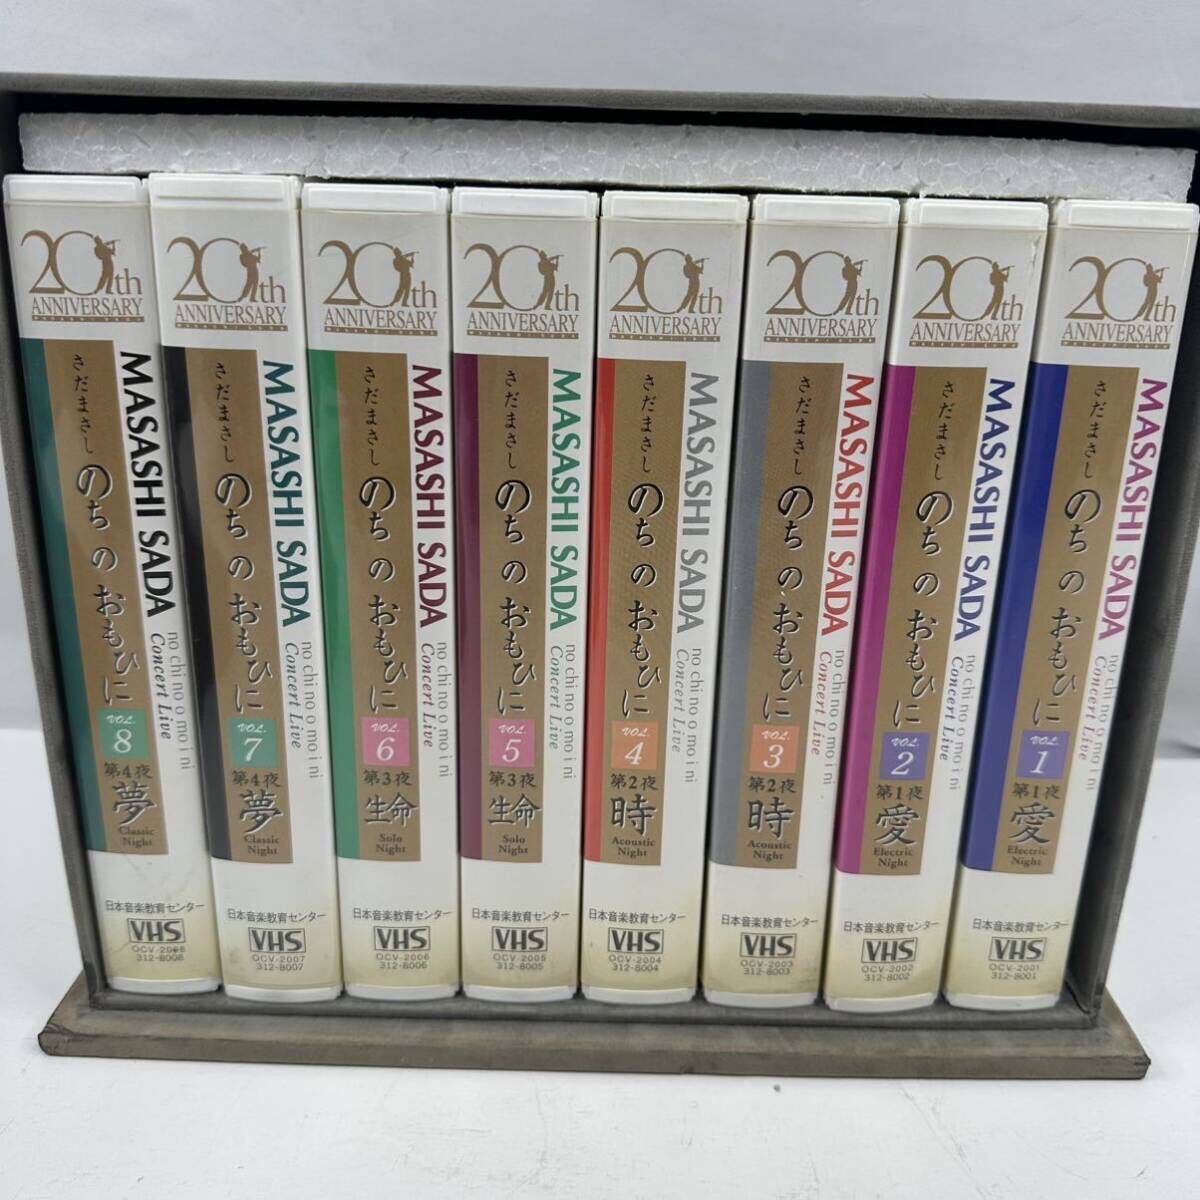 20th
ANNIVERSARY
MASASHI SADA
さだまさし
のちのおもひに
no chi no o mo i ni
Concert Live
VOL.
8
第4夜
夢
Classic
Night
日本音楽教育センター
VHS
OCV-2008
312-8008
20th
ANNIVERSARY
MASASHI SADA
MASASHI SADA
さだまさし
のちのおもひに
no chi no o mo i ni
Concert Live
VOL.
7
第4夜
夢
Classic
Night
日本音楽教育センター
VHS
OCV-2007
312-8007
20th
ANNIVERSARY
MASASHI SADA
MASASHI SADA
さだまさし
のちのおもひに
no chi no o mo i ni
Concert Live
VOL.
6
第3夜
生命
Solo
Night
日本音楽教育センター
VHS
OCV-2006
312-8006
20th
ANNIVERSARY
MASASHI SADA
MASASHI SADA
さだまさし
のちのおもひに
no chi no o mo i ni
Concert Live
VOL.
5
第3夜
生命
Solo
Night
日本音楽教育センター
VHS
OCV-2005
312-8005
20th
ANNIVERSARY
MASASHI SADA
MASASHI SADA
さだまさし
のちのおもひに
no chi no o mo i ni
Concert Live
VOL.
4
第2夜
時
Acoustic
Night
日本音楽教育センター
VHS
OCV-2004
312-8004
20th
ANNIVERSARY
MASASHI SADA
MASASHI SADA
さだまさし
のちのおもひに
no chi no o mo i ni
Concert Live
VOL.
3
第2夜
時
Acoustic
Night
日本音楽教育センター
VHS
OCV-2003
312-8003
20th
ANNIVERSARY
MASASHI SADA
MASASHI SADA
さだまさし
のちのおもひに
no chi no o mo i ni
Concert Live
VOL.
2
第1夜
愛
Electric
Night
日本音楽教育センター
VHS
OCV-2002
312-8002
20th
ANNIVERSARY
MASASHI SADA
MASASHI SADA
さだまさし
のちのおもひに
no chi no o mo i ni
Concert Live
VOL.
1
第1夜
愛
Electric
Night
日本音楽教育センター
VHS
OCV-2001
312-8001